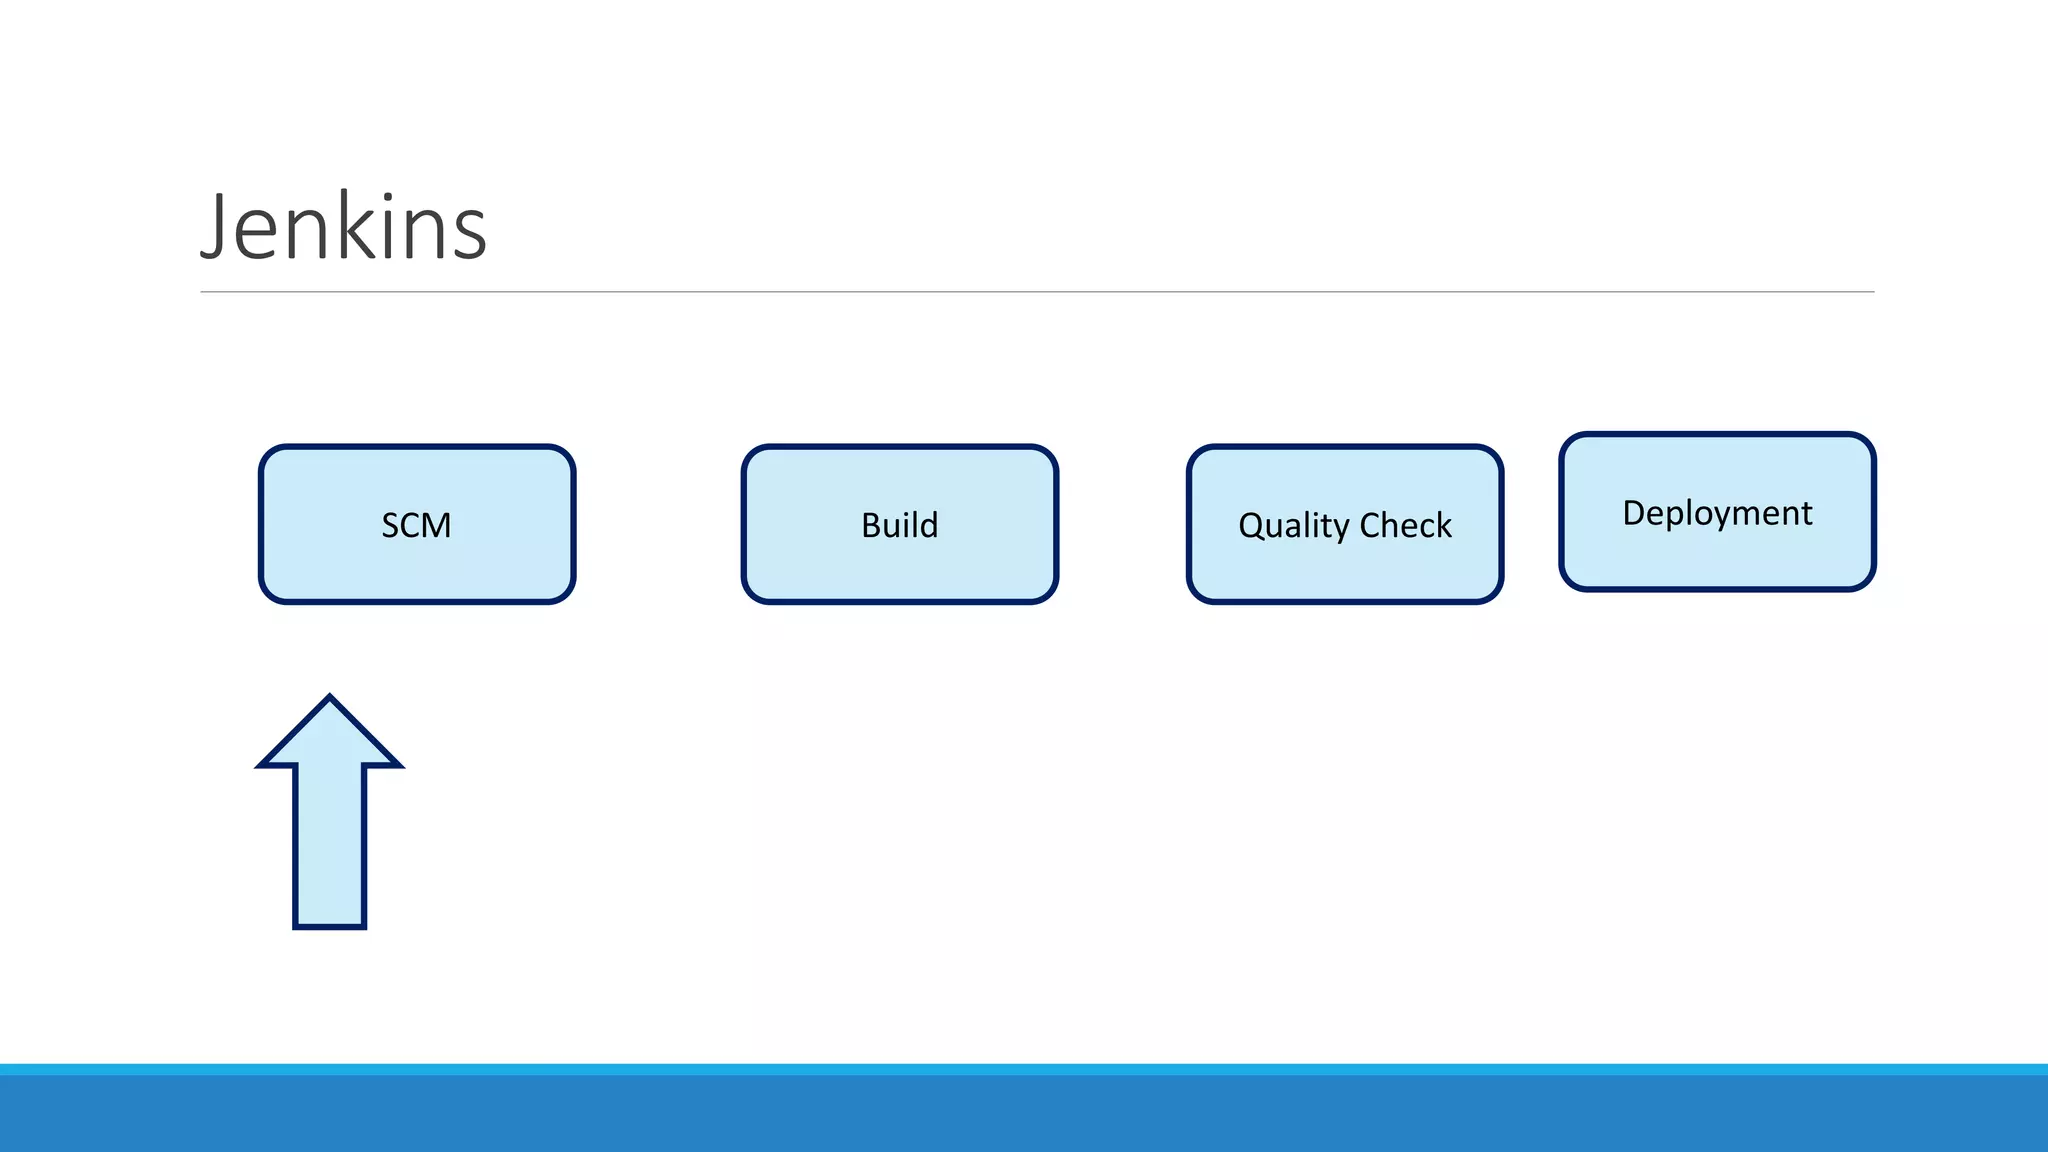 Jenkins
SCM
Build
Quality Check
Deployment